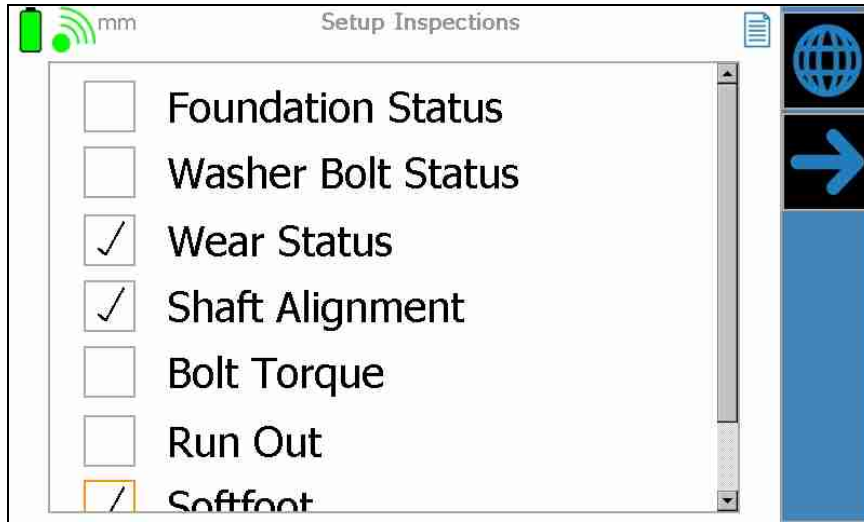 mm
Setup Inspections
Foundation Status
Washer Bolt Status
Wear Status
Shaft Alignment
Bolt Torque
Run Out
Softfoot